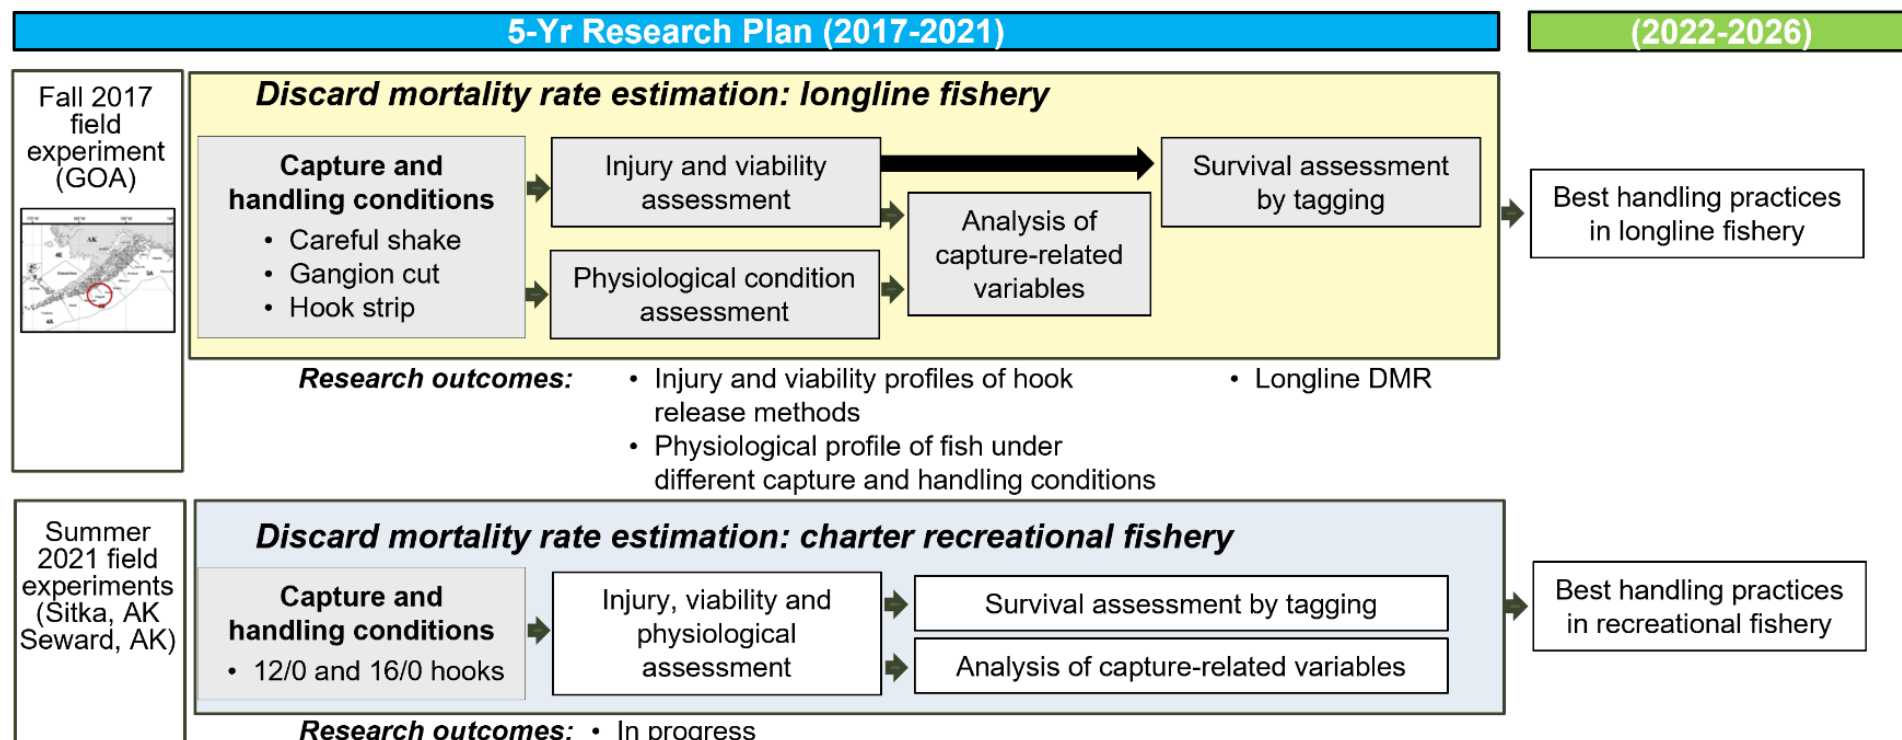 5-Yr Research Plan (2017-2021)
(2022-2026)
Fall 2017
field
experiment
(GOA)
AK
4E
3A
4A
Discard mortality rate estimation: longline fishery
Capture and
handling conditions
• Careful shake
• Gangion cut
• Hook strip
Injury and viability
assessment
Physiological condition
assessment
Analysis of
capture-related
variables
Survival assessment
by tagging
Best handling practices
in longline fishery
Research outcomes:
• Injury and viability profiles of hook
release methods
• Physiological profile of fish under
different capture and handling conditions
• Longline DMR
Summer
2021 field
experiments
(Sitka, AK
Seward, AK)
Discard mortality rate estimation: charter recreational fishery
Capture and
handling conditions
• 12/0 and 16/0 hooks
Injury, viability and
physiological
assessment
Survival assessment by tagging
Analysis of capture-related variables
Best handling practices
in recreational fishery
Research outcomes: • In progress